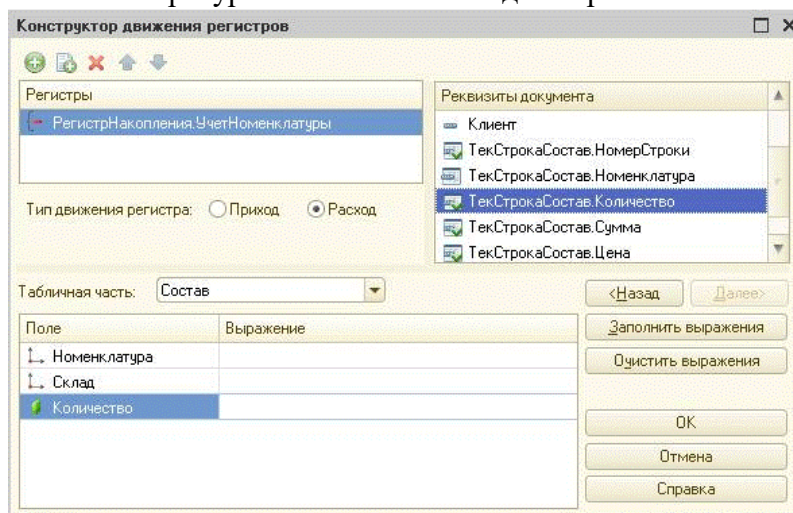 Конструктор движения регистров
Регистры
РегистрНакопления.УчетНоменклатуры
Реквизиты документа
Клиент
ТекСтрокаСостав.НомерСтроки
ТекСтрокаСостав.Номенклатура
ТекСтрокаСостав.Количество
ТекСтрокаСостав.Сумма
ТекСтрокаСостав.Цена
Тип движения регистра: Приход Расход
Табличная часть: Состав
<Назад Далее>
Поле Выражение
Заполнить выражения
Номенклатура
Очистить выражения
Склад
Количество
ОК
Отмена
Справка